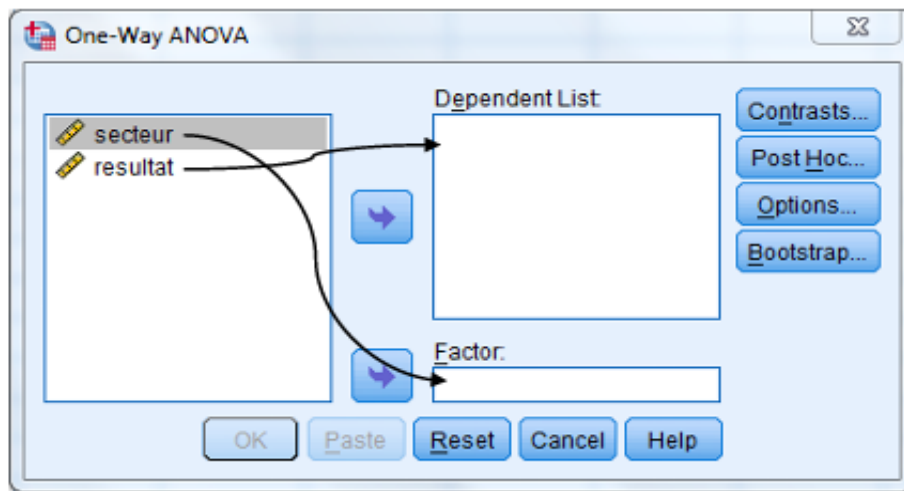 One-Way ANOVA
secteur
resultat
Dependent List:
Factor:
Contrasts...
Post Hoc...
Options...
Bootstrap...
OK Paste Reset Cancel Help